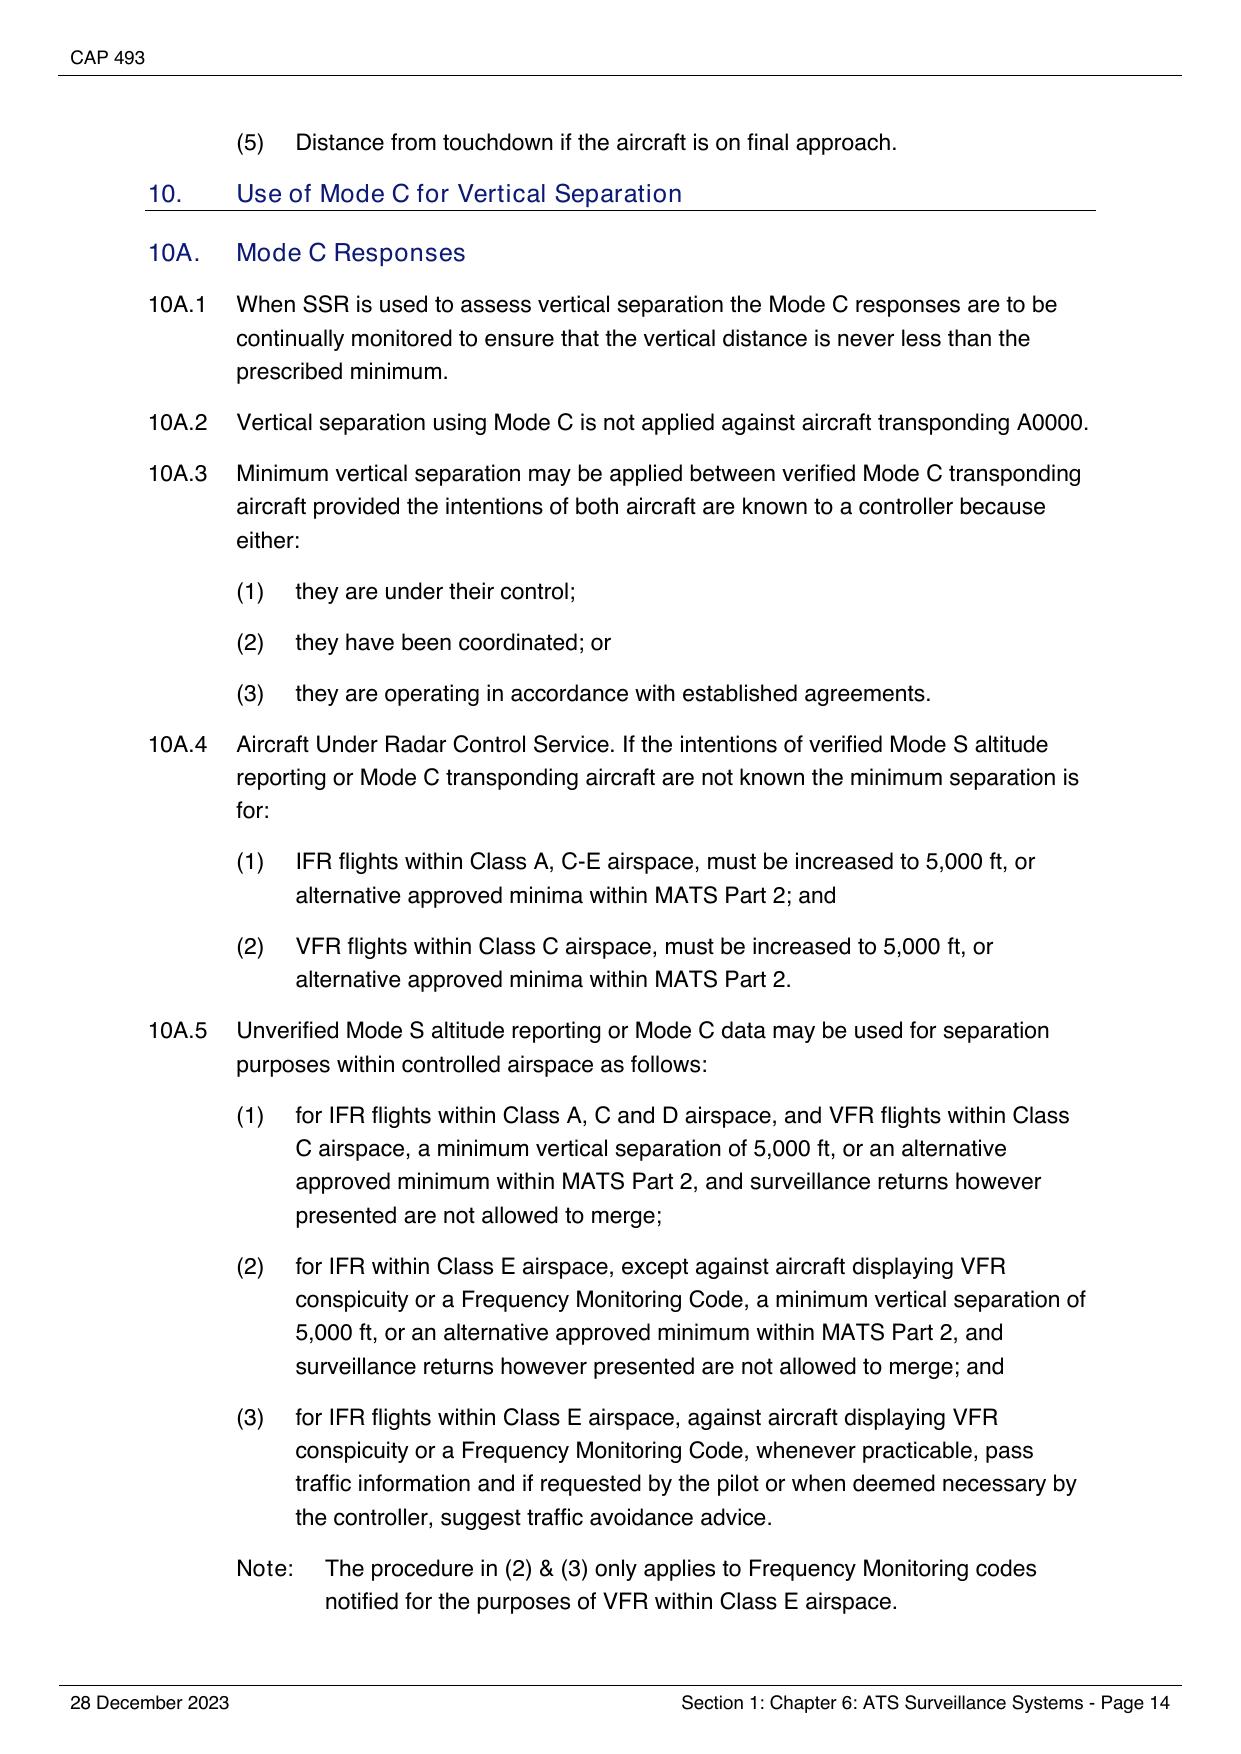 CAP 493
(5) Distance from touchdown if the aircraft is on final approach.
10. Use of Mode C for Vertical Separation
10A. Mode C Responses
10A.1 When SSR is used to assess vertical separation the Mode C responses are to be
continually monitored to ensure that the vertical distance is never less than the
prescribed minimum.
10A.2 Vertical separation using Mode C is not applied against aircraft transponding A0000.
10A.3 Minimum vertical separation may be applied between verified Mode C transponding
aircraft provided the intentions of both aircraft are known to a controller because
either:
(1) they are under their control;
(2) they have been coordinated; or
(3) they are operating in accordance with established agreements.
10A.4 Aircraft Under Radar Control Service. If the intentions of verified Mode S altitude
reporting or Mode C transponding aircraft are not known the minimum separation is
for:
(1) IFR flights within Class A, C-E airspace, must be increased to 5,000 ft, or
alternative approved minima within MATS Part 2; and
(2) VFR flights within Class C airspace, must be increased to 5,000 ft, or
alternative approved minima within MATS Part 2.
10A.5 Unverified Mode S altitude reporting or Mode C data may be used for separation
purposes within controlled airspace as follows:
(1) for IFR flights within Class A, C and D airspace, and VFR flights within Class
C airspace, a minimum vertical separation of 5,000 ft, or an alternative
approved minimum within MATS Part 2, and surveillance returns however
presented are not allowed to merge;
(2) for IFR within Class E airspace, except against aircraft displaying VFR
conspicuity or a Frequency Monitoring Code, a minimum vertical separation of
5,000 ft, or an alternative approved minimum within MATS Part 2, and
surveillance returns however presented are not allowed to merge; and
(3) for IFR flights within Class E airspace, against aircraft displaying VFR
conspicuity or a Frequency Monitoring Code, whenever practicable, pass
traffic information and if requested by the pilot or when deemed necessary by
the controller, suggest traffic avoidance advice.
Note: The procedure in (2) & (3) only applies to Frequency Monitoring codes
notified for the purposes of VFR within Class E airspace.
28 December 2023 Section 1: Chapter 6: ATS Surveillance Systems - Page 14